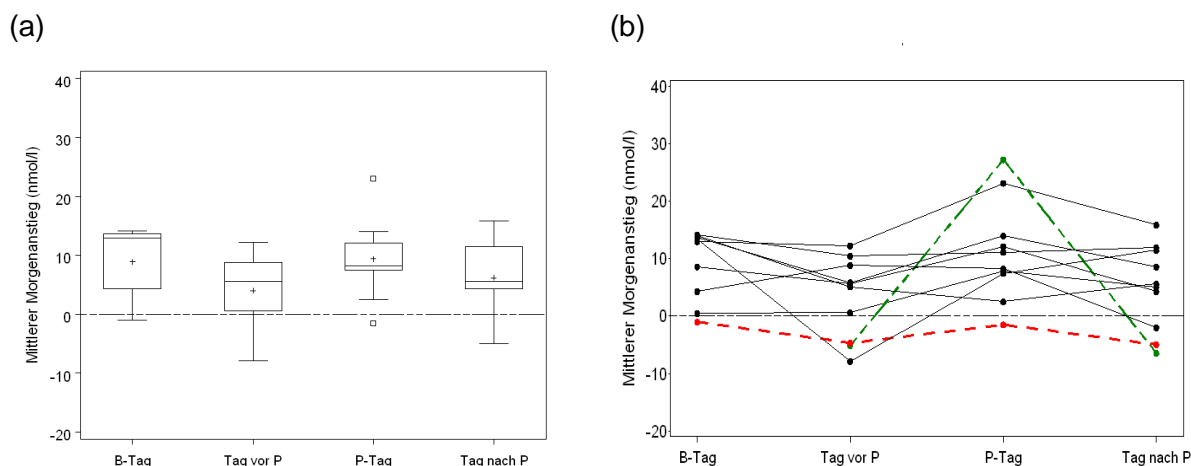 (a)
(b)
Mittlerer Morgenanstieg (nmol/l)
40
30
20
10
0
-10
-20
B-Tag Tag vor P P-Tag Tag nach P
Mittlerer Morgenanstieg (nmol/l)
40
30
20
10
0
-10
-20
B-Tag Tag vor P P-Tag Tag nach P